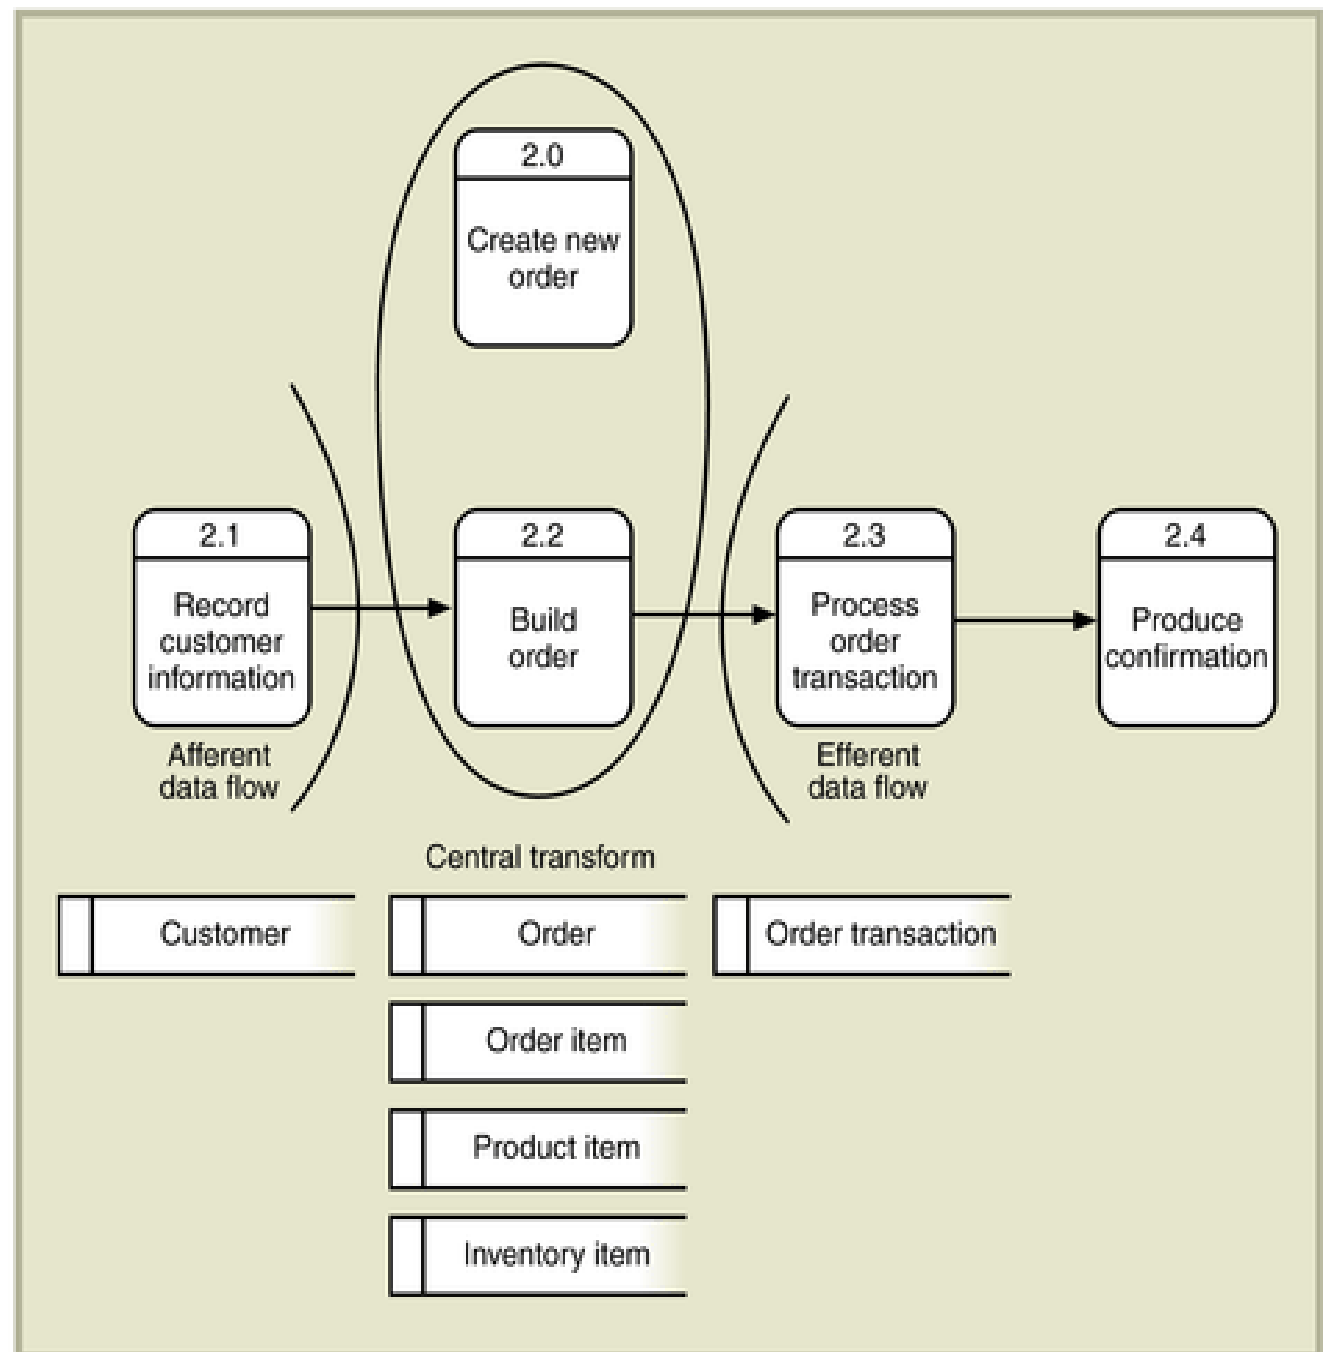 2.0
Create new
order
2.1
Record
customer
information
2.2
Build
order
2.3
Process
order
transaction
2.4
Produce
confirmation
Afferent
data flow
Efferent
data flow
Central transform
Customer
Order
Order transaction
Order item
Product item
Inventory item